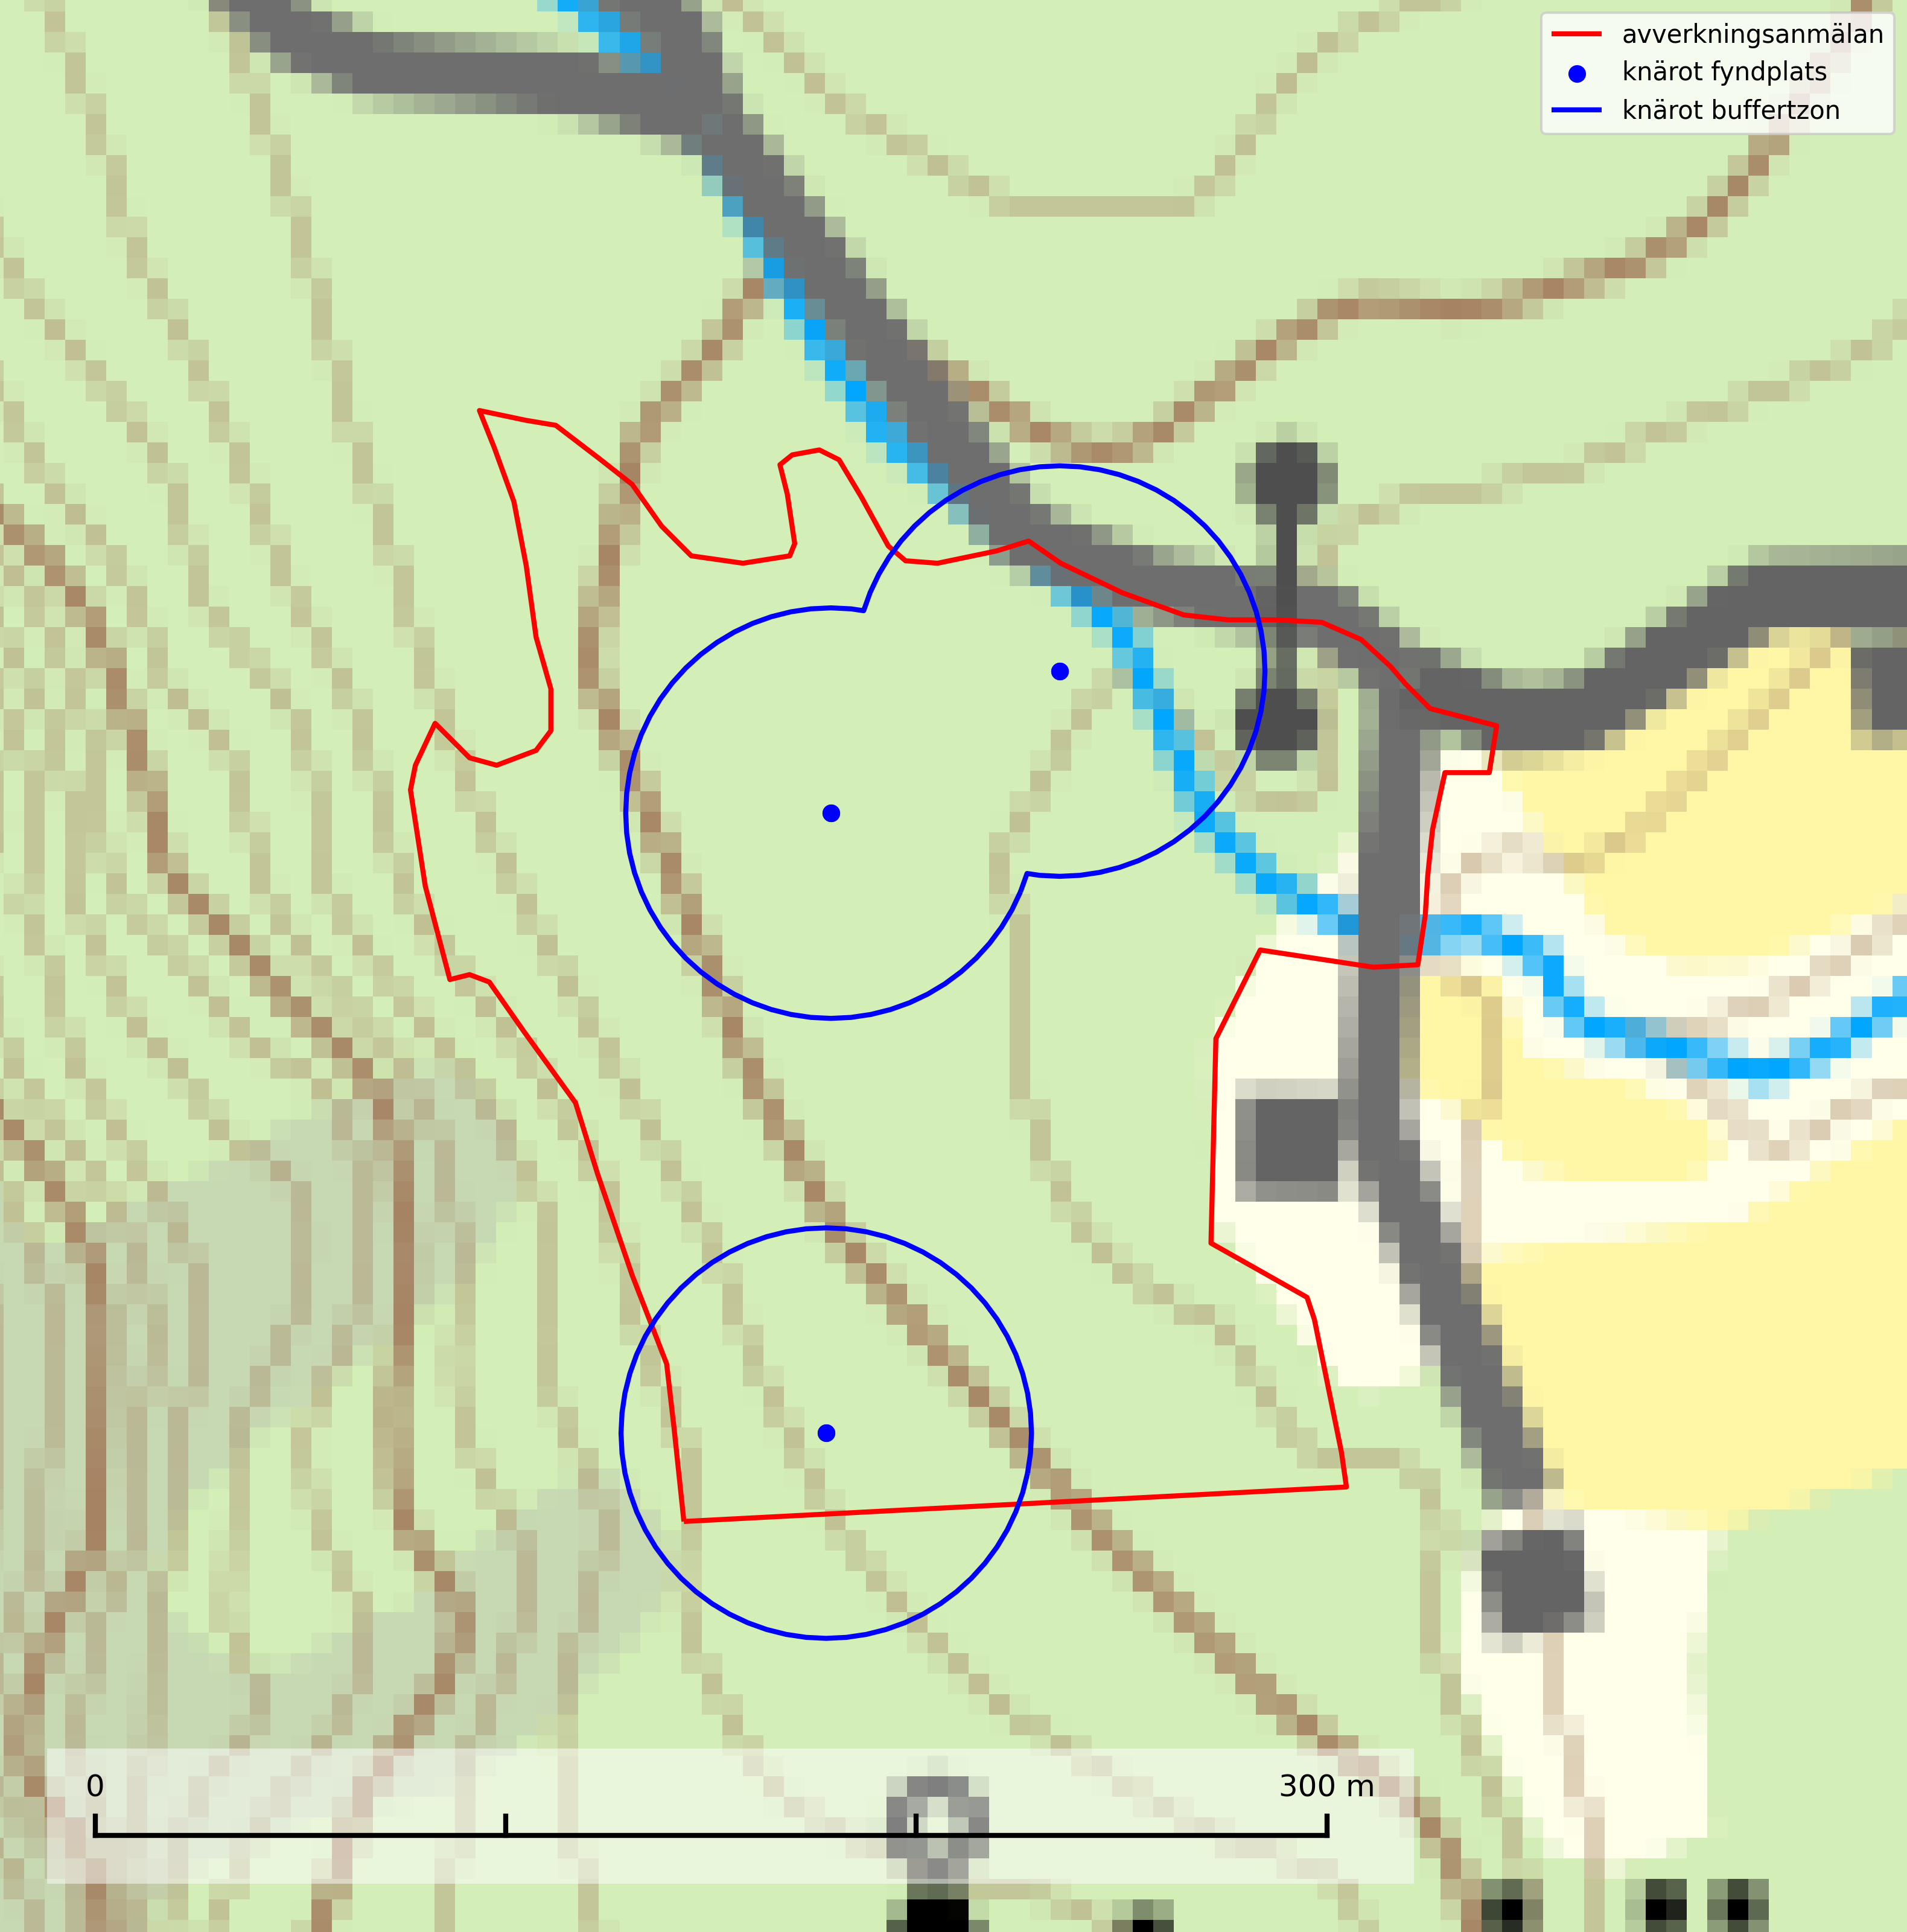 avverkningsanmälan
knärot fyndplats
knärot buffertzon
0 300 m